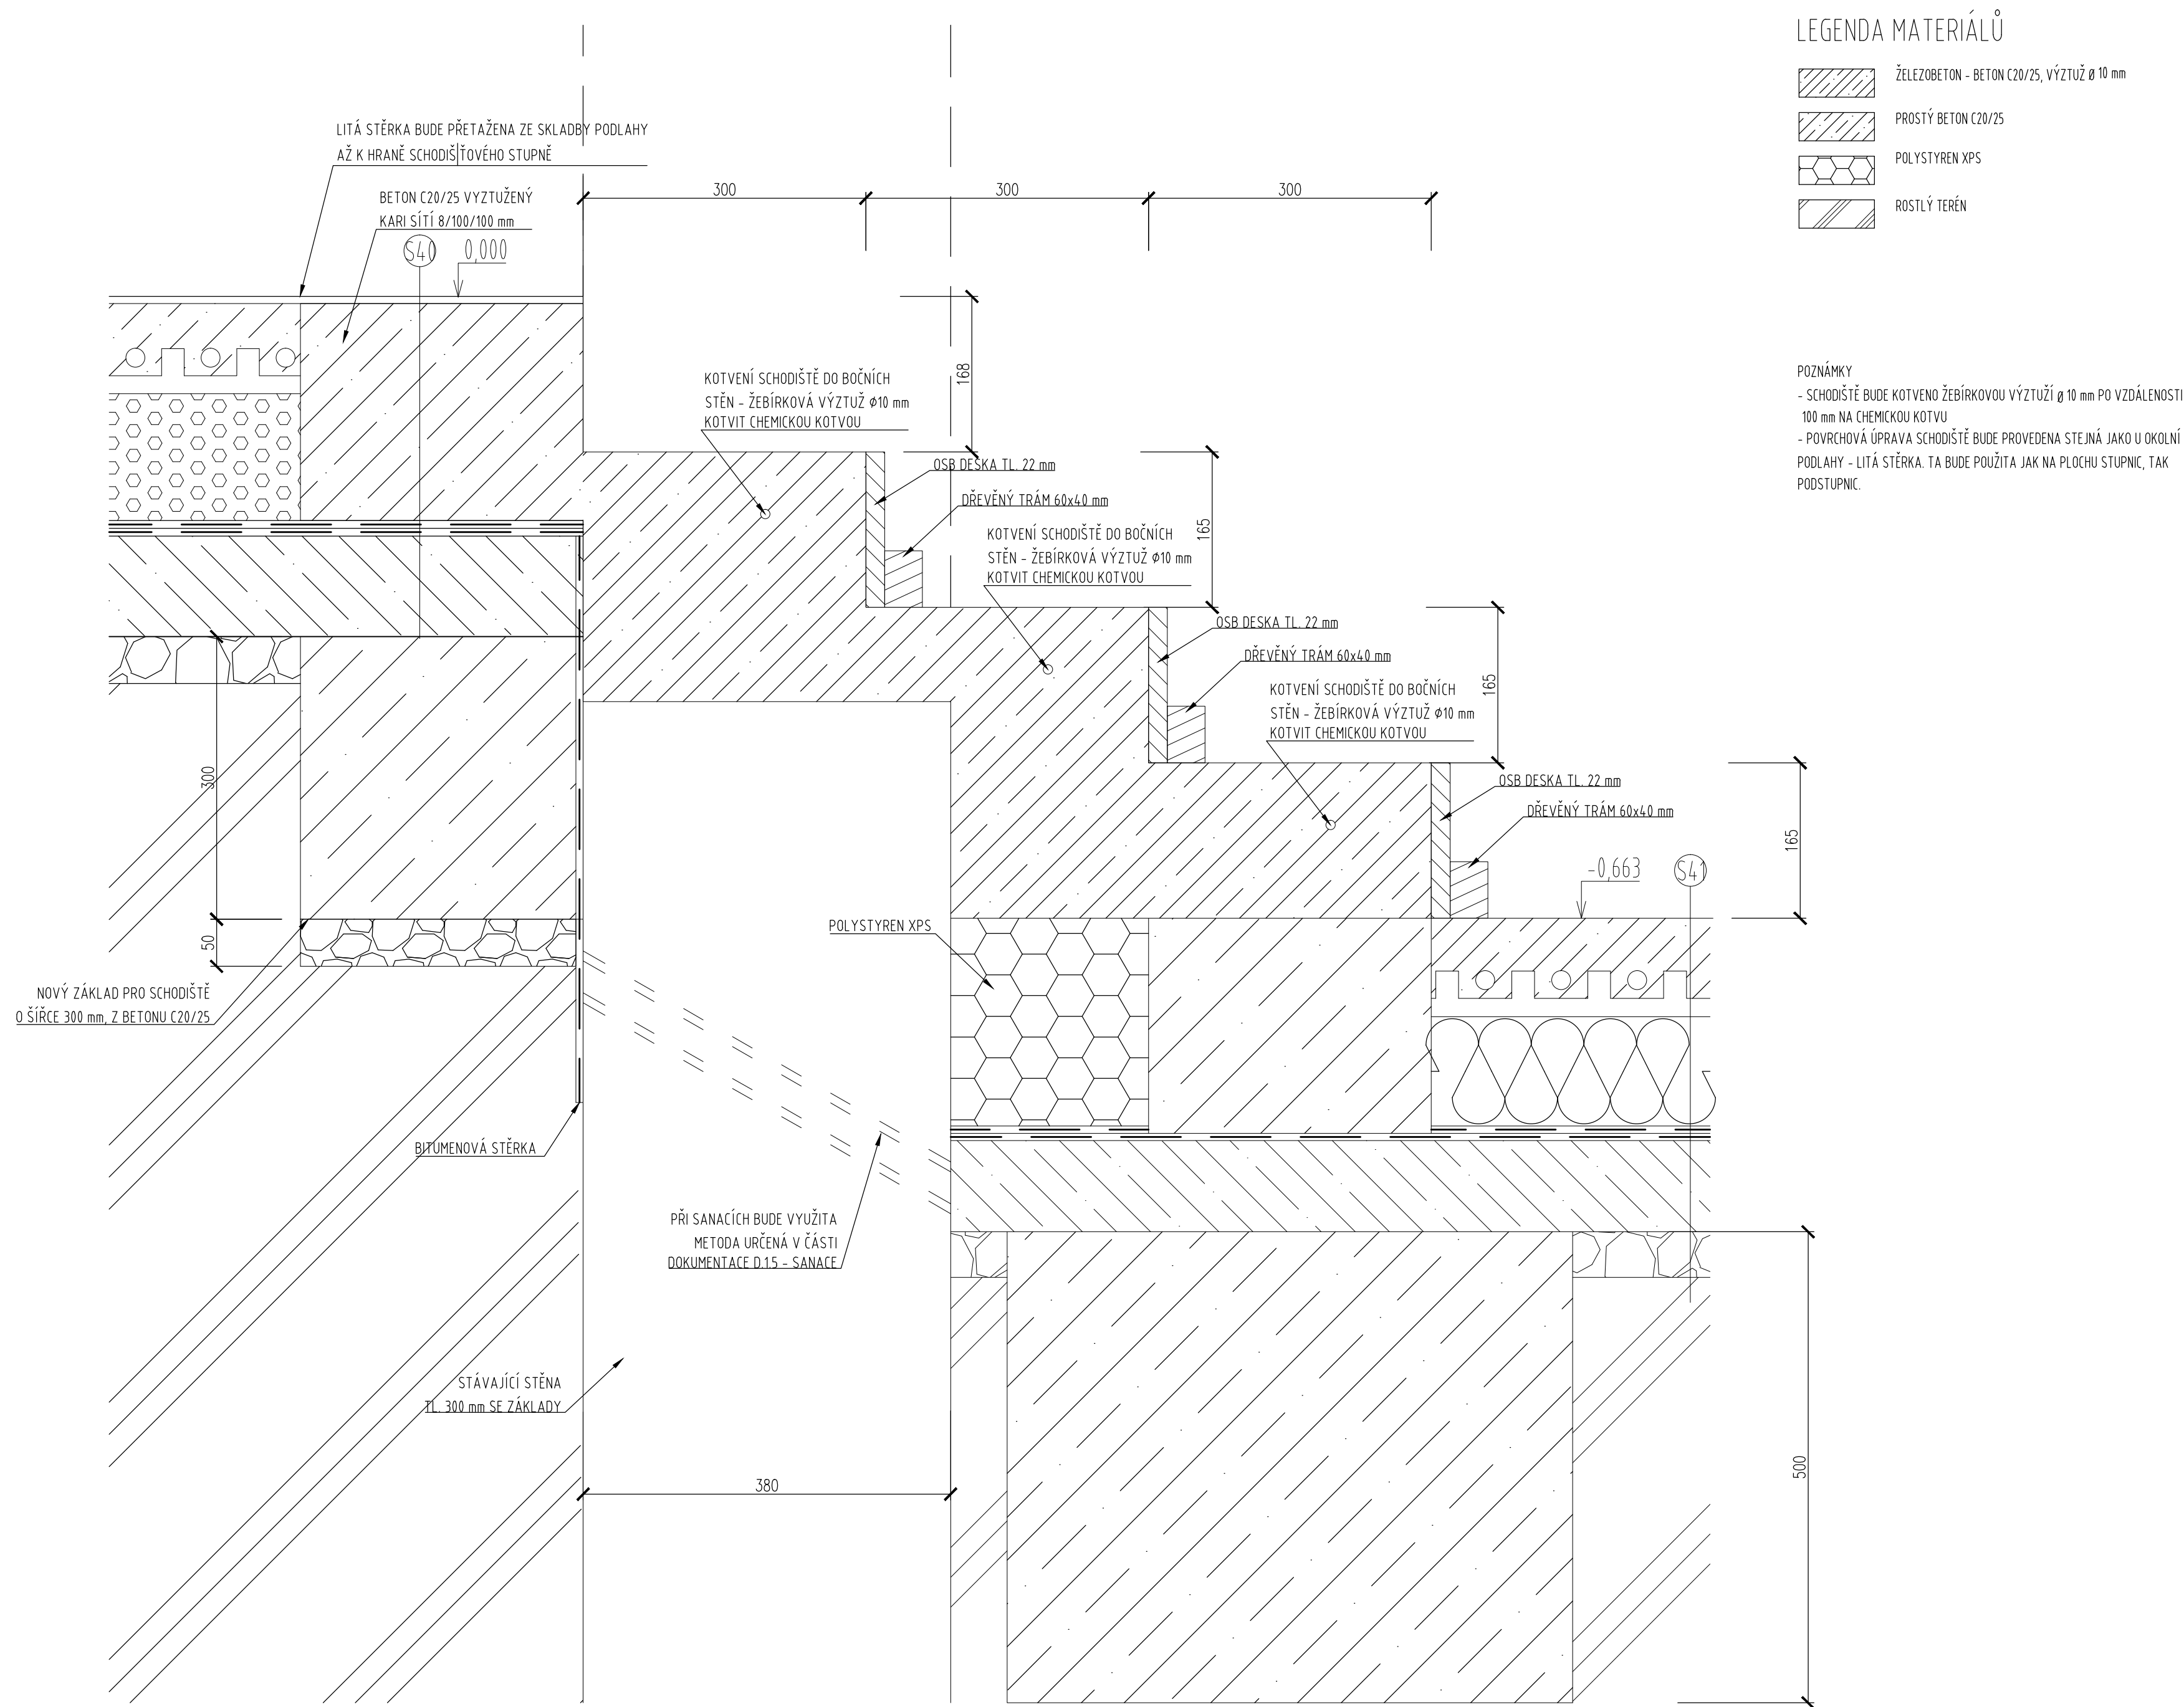 LEGENDA MATERIÁLŮ
ŽELEZOBETON - BETON C20/25, VÝZTUŽ Ø 10 mm
PROSTÝ BETON C20/25
POLYSTYREN XPS
ROSTLÝ TERÉN
POZNÁMKY
- SCHODIŠTĚ BUDE KOTVENO ŽEBÍRKOVOU VÝZTUŽÍ Ø 10 mm PO VZDÁLENOSTI
100 mm NA CHEMICKOU KOTVU
- POVRCHOVÁ ÚPRAVA SCHODIŠTĚ BUDE PROVEDENA STEJNÁ JAKO U OKOLNÍ
PODLAHY - LITÁ STĚRKA. TA BUDE POUŽITA JAK NA PLOCHU STUPNIC, TAK
PODSTUPNIC.
LITÁ STĚRKA BUDE PŘETAŽENA ZE SKLADBY PODLAHY
AŽ K HRANĚ SCHODIŠŤOVÉHO STUPNĚ
BETON C20/25 VYZTUŽENÝ
KARI SÍTÍ 8/100/100 mm
S40
0,000
300
300
300
168
KOTVENÍ SCHODIŠTĚ DO BOČNÍCH
STĚN - ŽEBÍRKOVÁ VÝZTUŽ Ø10 mm
KOTVIT CHEMICKOU KOTVOU
OSB DESKA TL. 22 mm
DŘEVĚNÝ TRÁM 60x40 mm
165
KOTVENÍ SCHODIŠTĚ DO BOČNÍCH
STĚN - ŽEBÍRKOVÁ VÝZTUŽ Ø10 mm
KOTVIT CHEMICKOU KOTVOU
OSB DESKA TL. 22 mm
DŘEVĚNÝ TRÁM 60x40 mm
165
KOTVENÍ SCHODIŠTĚ DO BOČNÍCH
STĚN - ŽEBÍRKOVÁ VÝZTUŽ Ø10 mm
KOTVIT CHEMICKOU KOTVOU
OSB DESKA TL. 22 mm
DŘEVĚNÝ TRÁM 60x40 mm
165
-0,663
S41
300
50
NOVÝ ZÁKLAD PRO SCHODIŠTĚ
O ŠÍŘCE 300 mm, Z BETONU C20/25
POLYSTYREN XPS
BITUMENOVÁ STĚRKA
PŘI SANACÍCH BUDE VYUŽITA
METODA URČENÁ V ČÁSTI
DOKUMENTACE D.1.5 - SANACE
STÁVAJÍCÍ STĚNA
TL. 300 mm SE ZÁKLADY
380
500